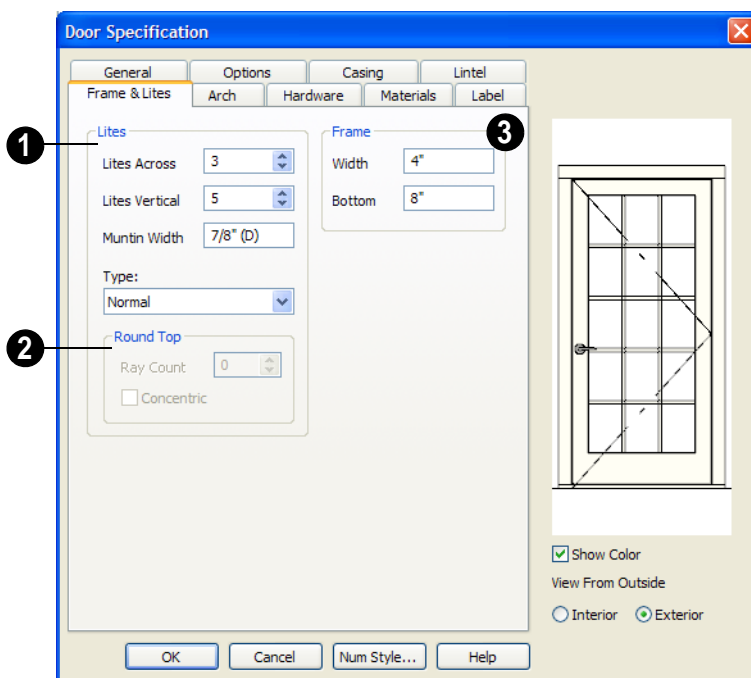 Door Specification
General Options Casing Lintel
Frame & Lites Arch Hardware Materials Label
1 Lites
Lites Across 3
Lites Vertical 5
Muntin Width 7/8" (D)
Type:
Normal
2 Round Top
Ray Count 0
Concentric
Frame 3
Width 4"
Bottom 8"
Show Color
View From Outside
Interior Exterior
OK Cancel Num Style... Help